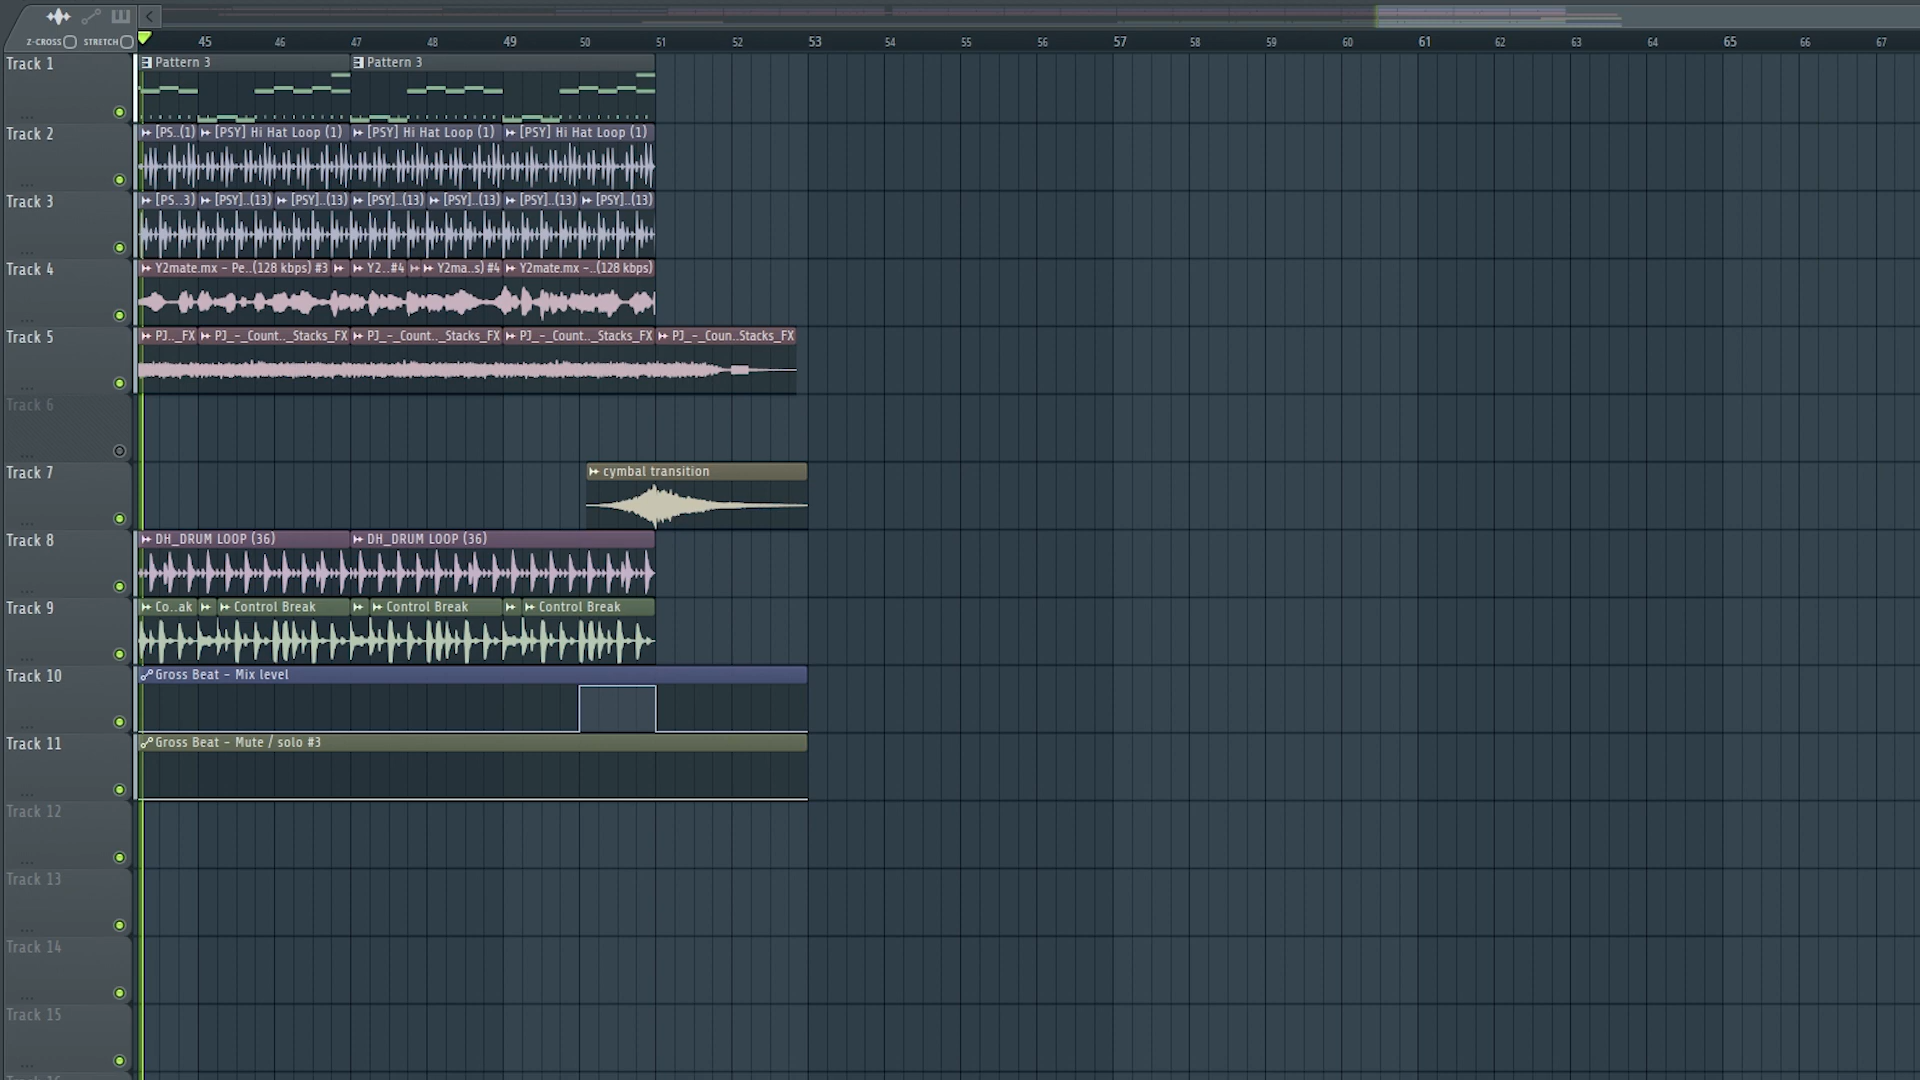 Z-CROSS STRETCH
45 46 47 48 49 50 51 52 53 54 55 56 57 58 59 60 61 62 63 64 65 66 67
Track 1 Pattern 3 Pattern 3
...
Track 2 [PS..(1) [PSY] Hi Hat Loop (1) [PSY] Hi Hat Loop (1) [PSY] Hi Hat Loop (1)
...
Track 3 [PS..3) [PSY]..(13) [PSY]..(13) [PSY]..(13) [PSY]..(13) [PSY]..(13) [PSY]..(13)
...
Track 4 Y2mate.mx - Pe..(128 kbps) #3 Y2..#4 Y2ma..s) #4 Y2mate.mx -..(128 kbps)
...
Track 5 PJ.._FX PJ_-_Count.._Stacks_FX PJ_-_Count.._Stacks_FX PJ_-_Count.._Stacks_FX PJ_-_Coun..Stacks_FX
...
Track 6
...
Track 7 cymbal transition
...
Track 8 DH_DRUM LOOP (36) DH_DRUM LOOP (36)
...
Track 9 Co..ak Control Break Control Break Control Break
...
Track 10 Gross Beat - Mix level
...
Track 11 Gross Beat - Mute / solo #3
...
Track 12
...
Track 13
...
Track 14
...
Track 15
...